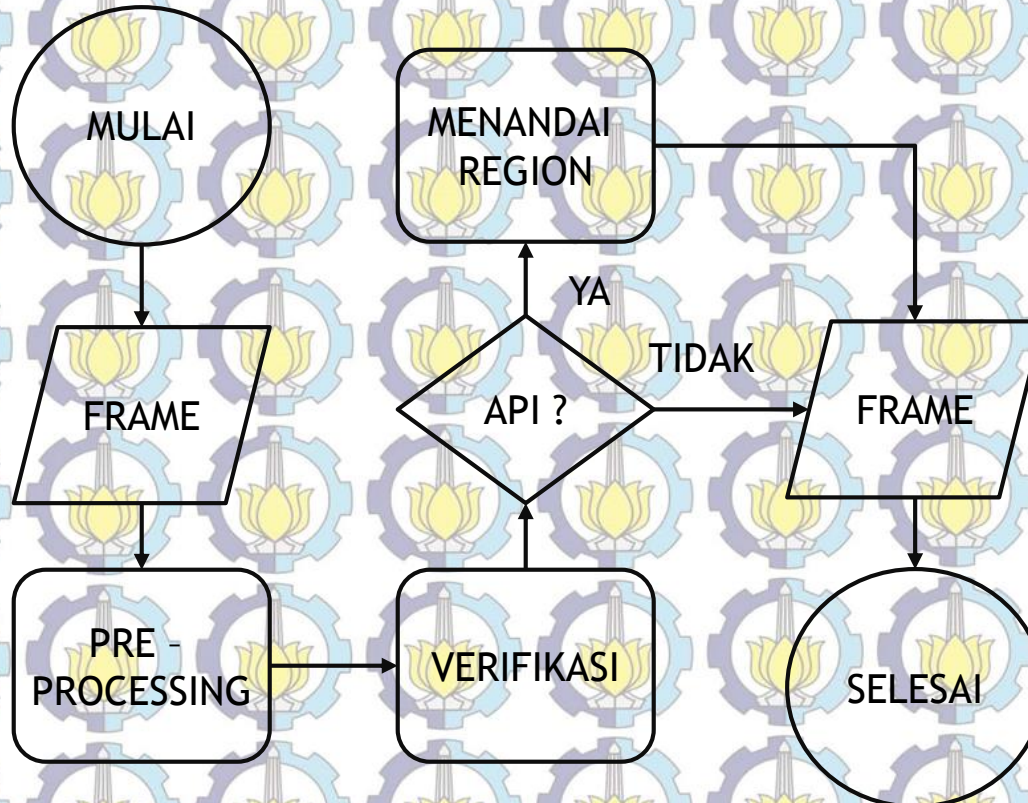 MULAI
FRAME
PRE –
PROCESSING
VERIFIKASI
API ?
YA
TIDAK
MENANDAI
REGION
FRAME
SELESAI